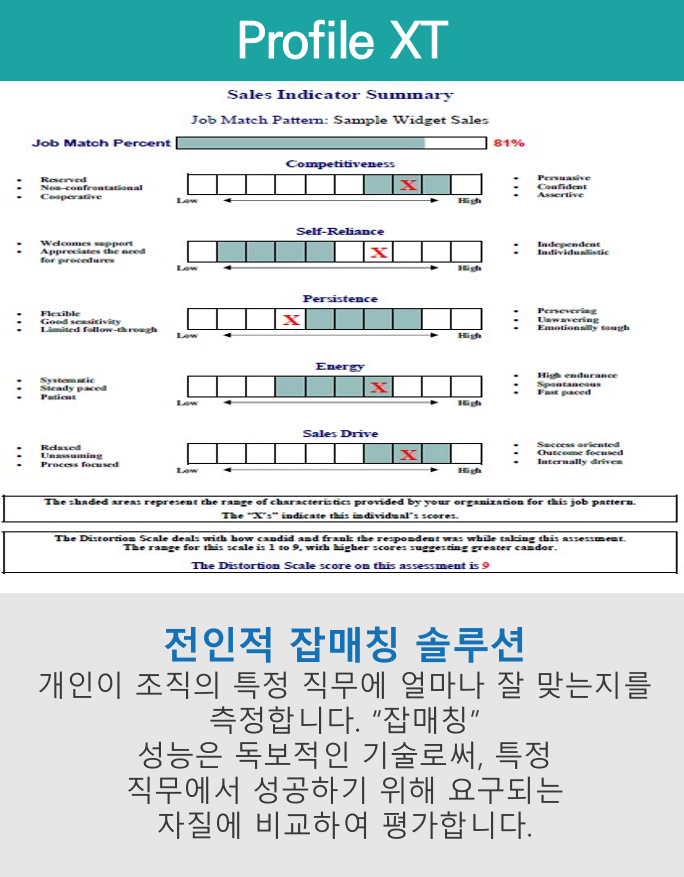 Profile XT
Sales Indicator Summary
Job Match Pattern: Sample Widget Sales
Job Match Percent 81%
Competitiveness
• Reserved
• Non-confrontational
• Cooperative
X
Low High
• Persuasive
• Confident
• Assertive
Self-Reliance
• Welcomes support
• Appreciates the need
for procedures
X
Low High
• Independent
• Individualistic
Persistence
• Flexible
• Good sensitivity
• Limited follow-through
X
Low High
• Persevering
• Unwavering
• Emotionally tough
Energy
• Systematic
• Steady paced
• Patient
X
Low High
• High endurance
• Spontaneous
• Fast paced
Sales Drive
• Relaxed
• Unassuming
• Process focused
X
Low High
• Success oriented
• Outcome focused
• Internally driven
The shaded areas represent the range of characteristics provided by your organization for this job pattern.
The "X's" indicate this individual's scores.
The Distortion Scale deals with how candid and frank the respondent was while taking this assessment.
The range for this scale is 1 to 9, with higher scores suggesting greater candor.
The Distortion Scale score on this assessment is 9
전인적 잡매칭 솔루션
개인이 조직의 특정 직무에 얼마나 잘 맞는지를
측정합니다. “잡매칭”
성능은 독보적인 기술로써, 특정
직무에서 성공하기 위해 요구되는
자질에 비교하여 평가합니다.